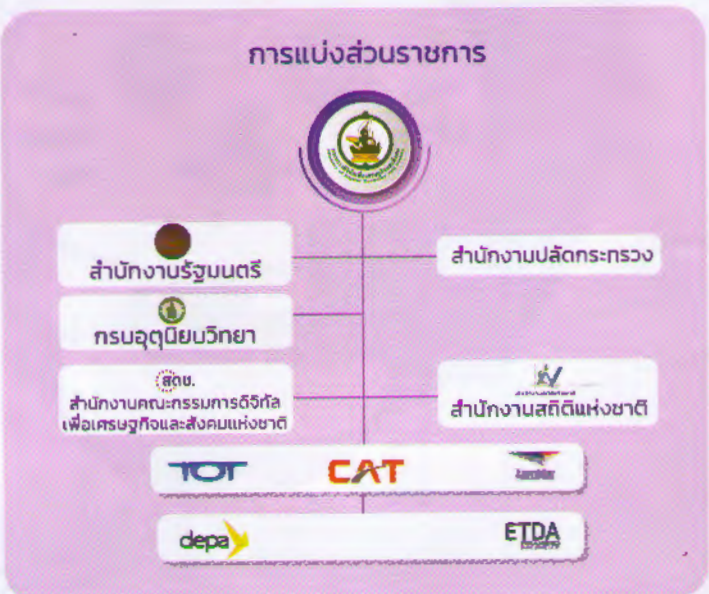 การแบ่งส่วนราชการ
สำนักงานรัฐมนตรี
สำนักงานปลัดกระทรวง
กรมอุตุนิยมวิทยา
สดช.
สำนักงานคณะกรรมการดิจิทัล
เพื่อเศรษฐกิจและสังคมแห่งชาติ
สำนักงานสถิติแห่งชาติ
TOT CAT
depa ETDA